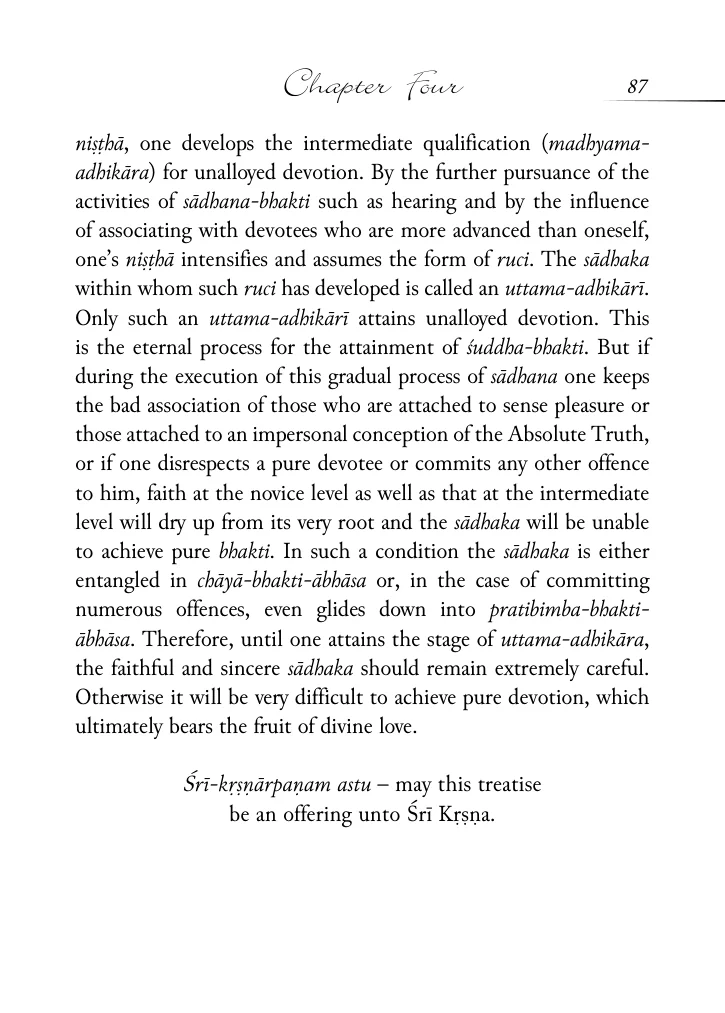 Chapter Four
87
niṣṭhā, one develops the intermediate qualification (madhyama-
adhikāra) for unalloyed devotion. By the further pursuance of the
activities of sādhana-bhakti such as hearing and by the influence
of associating with devotees who are more advanced than oneself,
one’s niṣṭhā intensifies and assumes the form of ruci. The sādhaka
within whom such ruci has developed is called an uttama-adhikārī.
Only such an uttama-adhikārī attains unalloyed devotion. This
is the eternal process for the attainment of śuddha-bhakti. But if
during the execution of this gradual process of sādhana one keeps
the bad association of those who are attached to sense pleasure or
those attached to an impersonal conception of the Absolute Truth,
or if one disrespects a pure devotee or commits any other offence
to him, faith at the novice level as well as that at the intermediate
level will dry up from its very root and the sādhaka will be unable
to achieve pure bhakti. In such a condition the sādhaka is either
entangled in chāyā-bhakti-ābhāsa or, in the case of committing
numerous offences, even glides down into pratibimba-bhakti-
ābhāsa. Therefore, until one attains the stage of uttama-adhikāra,
the faithful and sincere sādhaka should remain extremely careful.
Otherwise it will be very difficult to achieve pure devotion, which
ultimately bears the fruit of divine love.
Śrī-kṛṣṇārpaṇam astu – may this treatise
be an offering unto Śrī Kṛṣṇa.